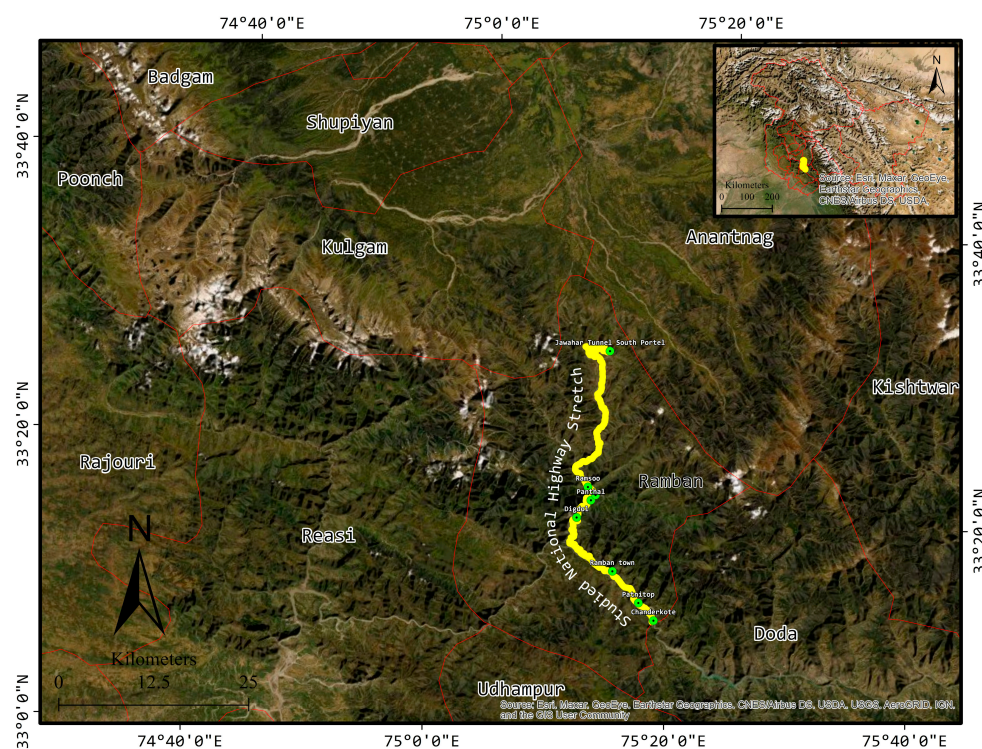 74°40'0"E
75°0'0"E
75°20'0"E
33°40'0"N
33°20'0"N
33°0'0"N
33°40'0"N
33°20'0"N
74°40'0"E
75°0'0"E
75°20'0"E
75°40'0"E
Badgam
Shupiyan
Poonch
Kulgam
Anantnag
Kishtwar
Rajouri
Reasi
Ramban
Doda
Udhampur
Jawahar Tunnel South Portel
Studied National Highway Stretch
Ramsoo
Panthal
Digdol
Ramban town
Patnitop
Chanderkote
N
Kilometers
0 12.5 25
Source: Esri, Maxar, GeoEye, Earthstar Geographics, CNES/Airbus DS, USDA, USGS, AeroGRID, IGN,
and the GIS User Community
N
Kilometers
0 100 200
Source: Esri, Maxar, GeoEye,
Earthstar Geographics,
CNES/Airbus DS, USDA,